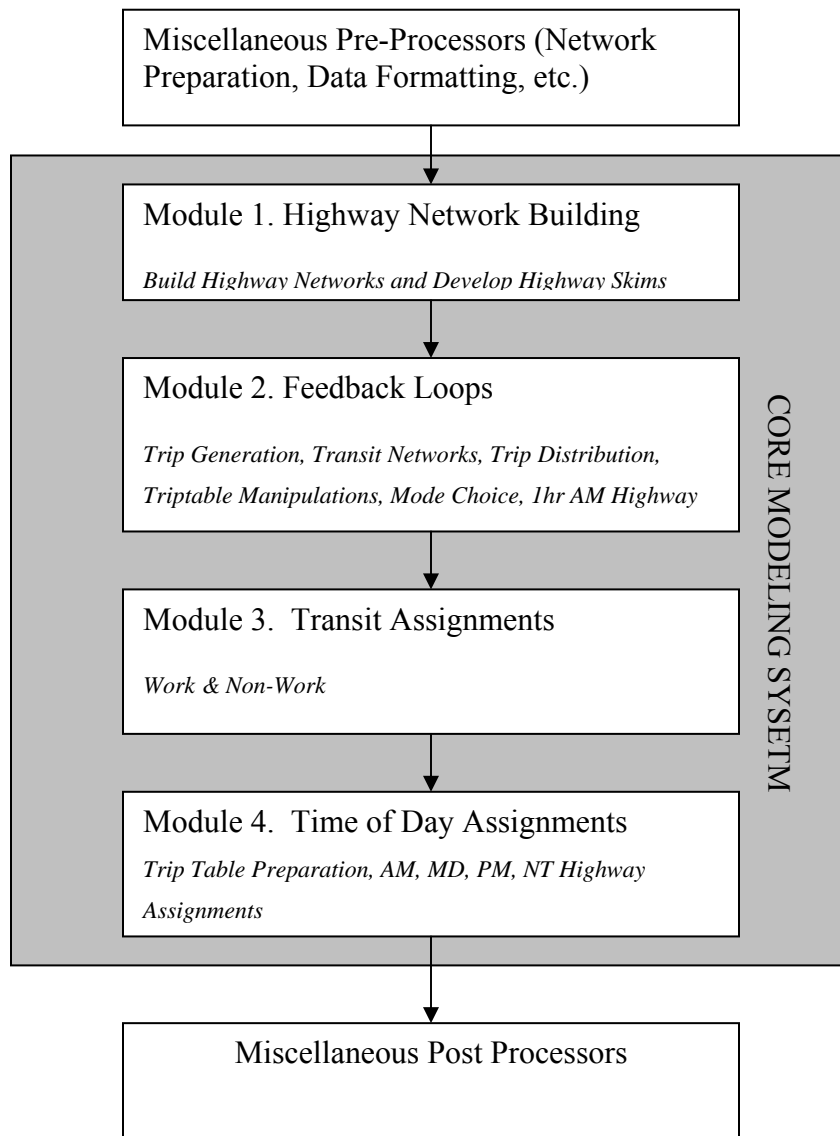 Miscellaneous Pre-Processors (Network
Preparation, Data Formatting, etc.)
Module 1. Highway Network Building
Build Highway Networks and Develop Highway Skims
Module 2. Feedback Loops
Trip Generation, Transit Networks, Trip Distribution,
Triptable Manipulations, Mode Choice, 1hr AM Highway
Module 3.  Transit Assignments
Work & Non-Work
Module 4.  Time of Day Assignments
Trip Table Preparation, AM, MD, PM, NT Highway
Assignments
CORE MODELING SYSETM
Miscellaneous Post Processors